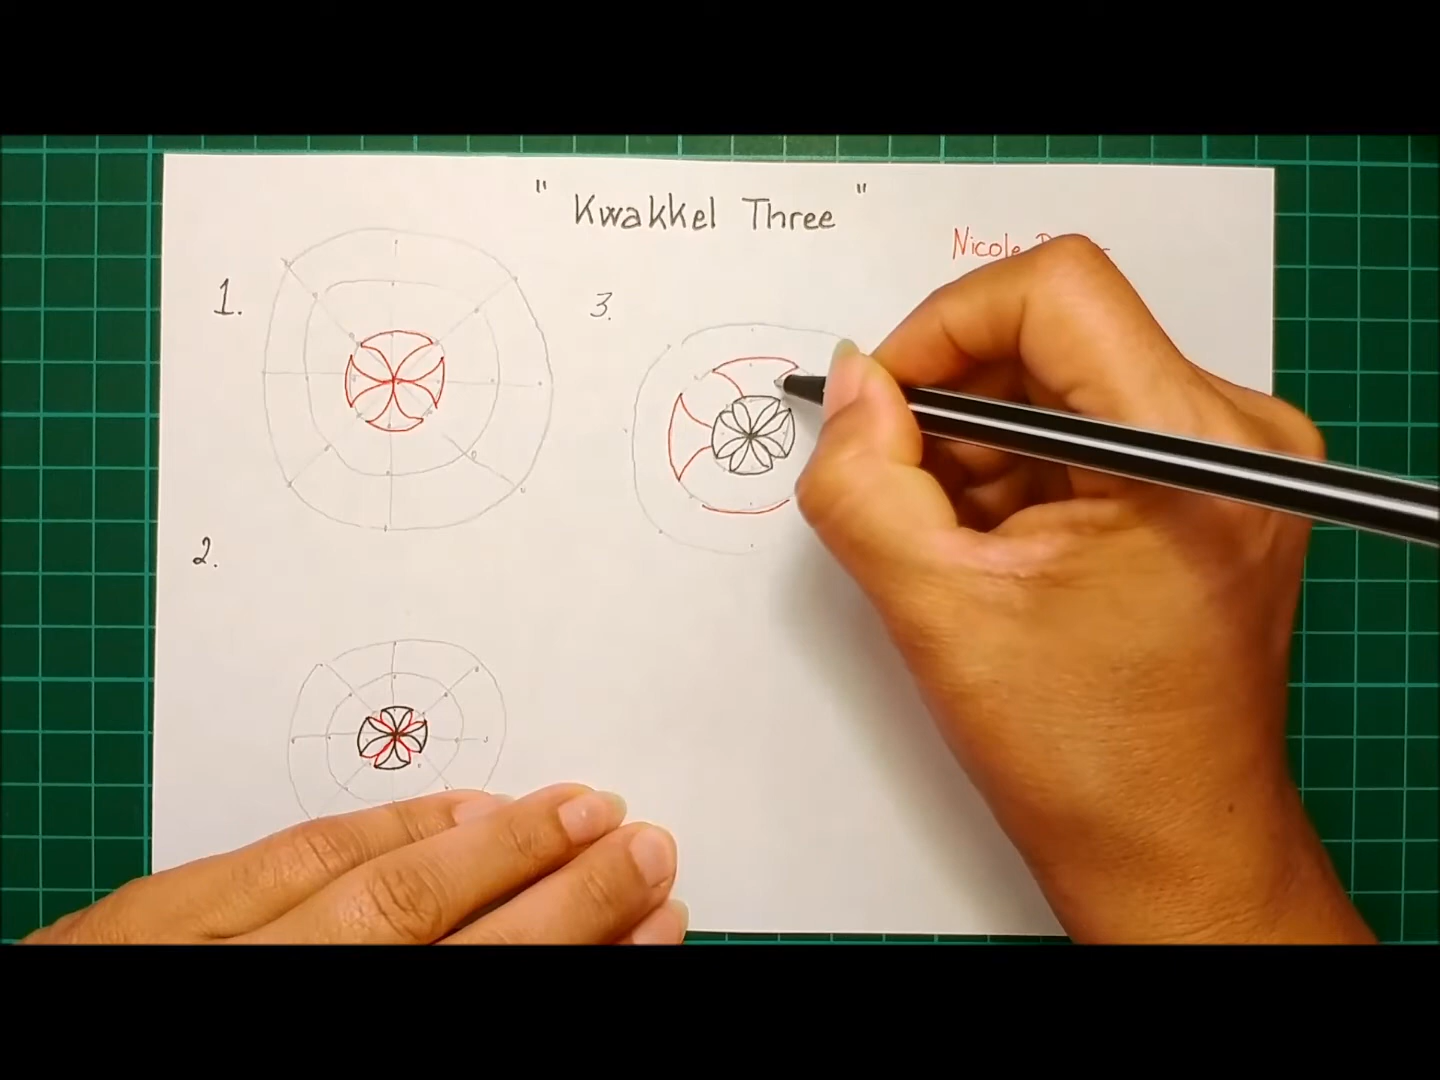 " Kwakkel Three "
Nicole
1.
3.
2.